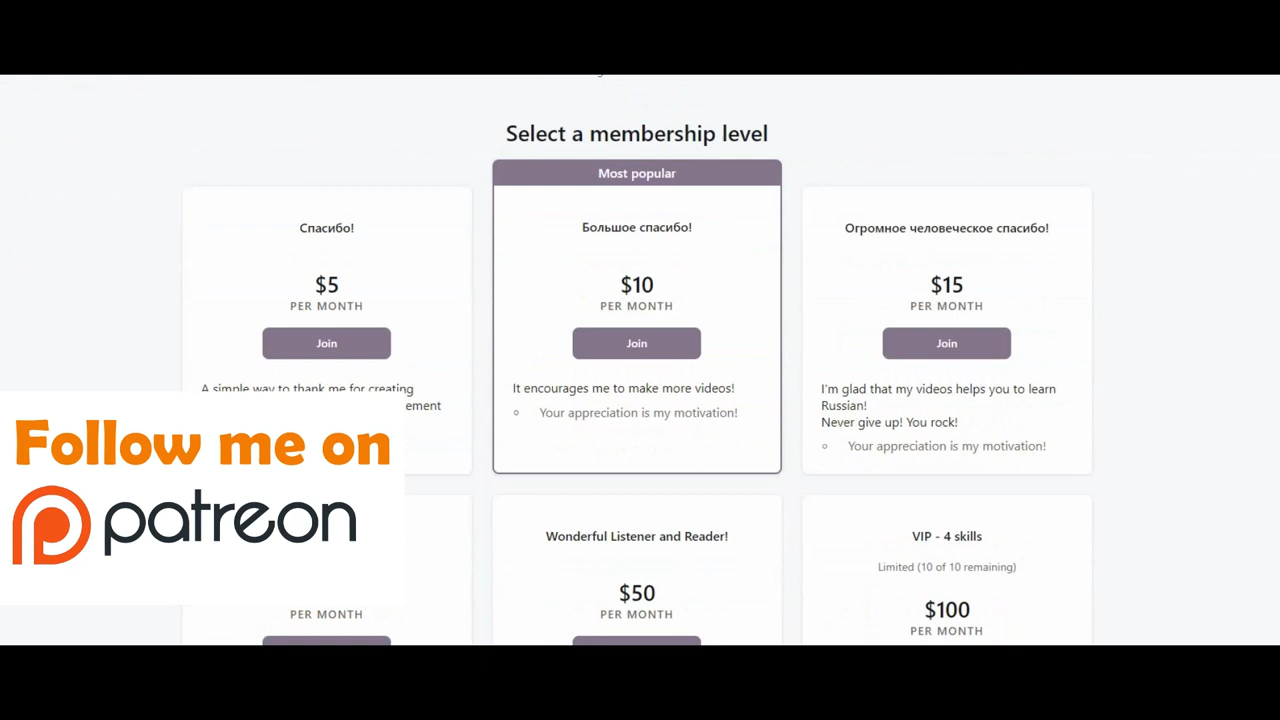 Select a membership level
Most popular
Спасибо!
$5
PER MONTH
Join
A simple way to thank me for creating
ement
Большое спасибо!
$10
PER MONTH
Join
It encourages me to make more videos!
Your appreciation is my motivation!
Огромное человеческое спасибо!
$15
PER MONTH
Join
I'm glad that my videos helps you to learn
Russian!
Never give up! You rock!
Your appreciation is my motivation!
Follow me on
patreon
PER MONTH
Wonderful Listener and Reader!
$50
PER MONTH
VIP - 4 skills
Limited (10 of 10 remaining)
$100
PER MONTH